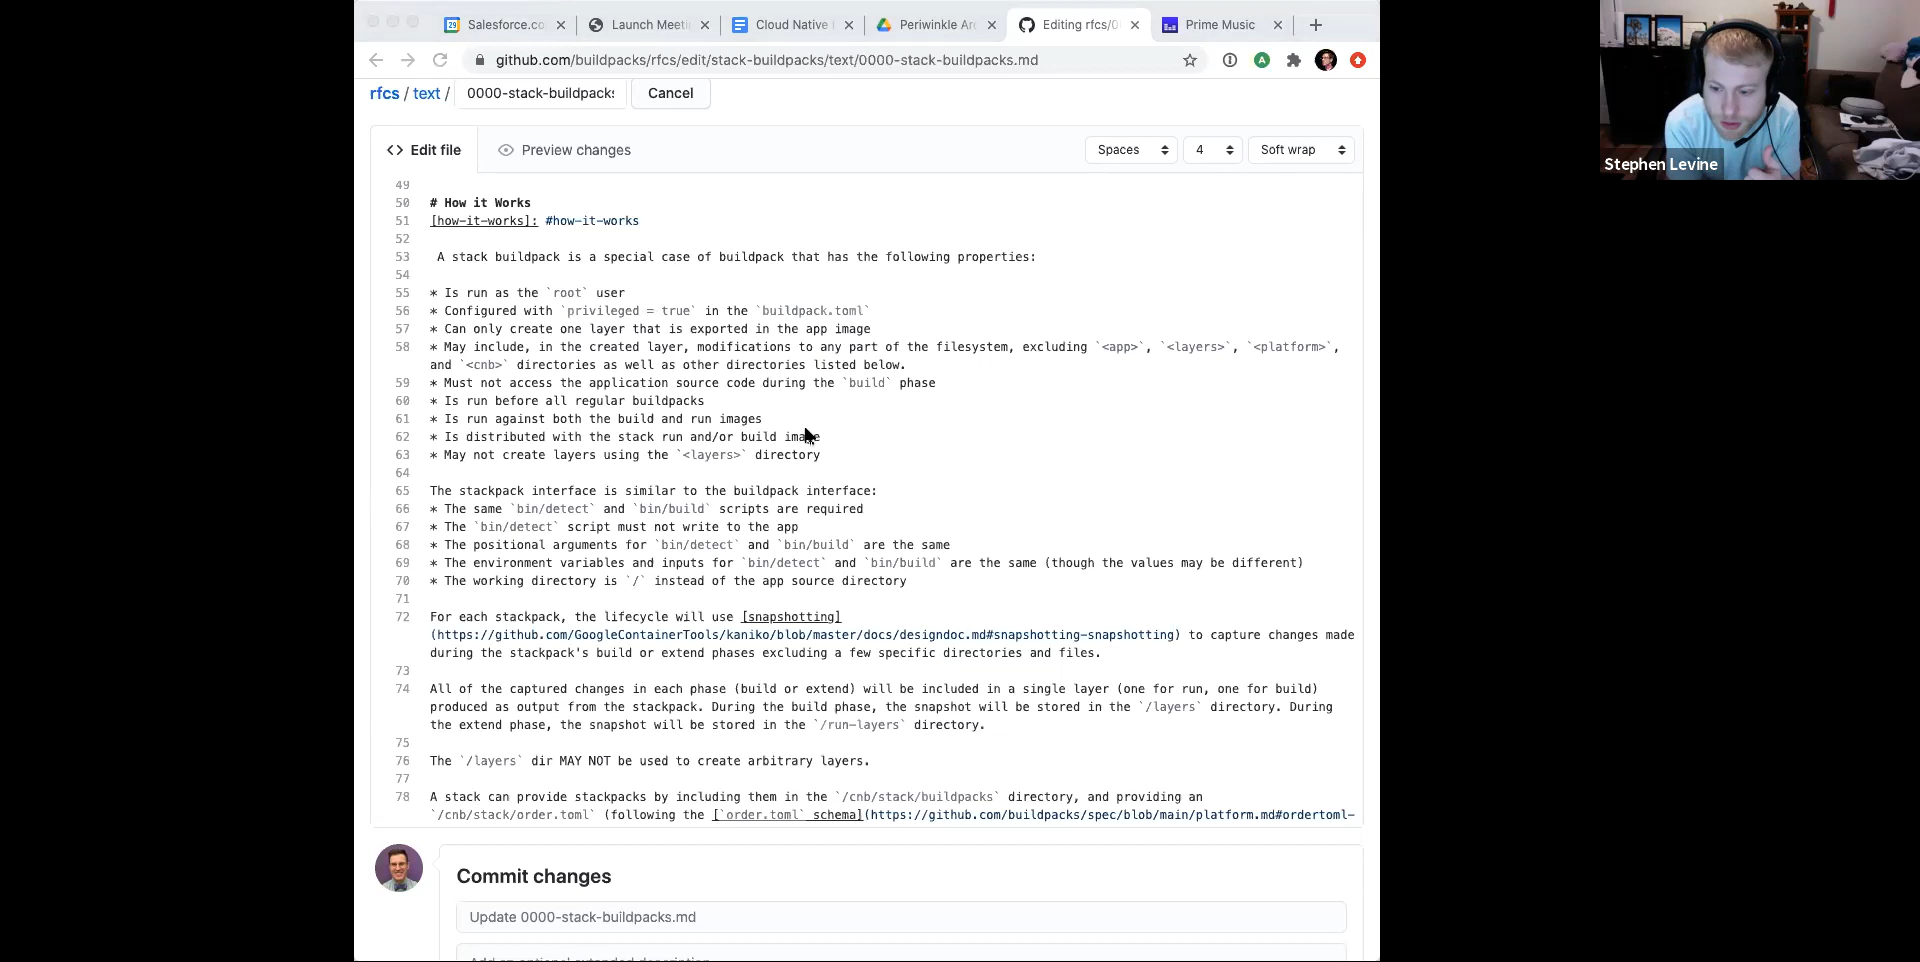 Salesforce.co
Launch Meeti
Cloud Native
Periwinkle Arc
Editing rfcs/0
Prime Music
github.com/buildpacks/rfcs/edit/stack-buildpacks/text/0000-stack-buildpacks.md
rfcs / text / 0000-stack-buildpacks Cancel
<> Edit file Preview changes Spaces 4 Soft wrap
Stephen Levine
49
50 # How it Works
51 [how-it-works]: #how-it-works
52
53 A stack buildpack is a special case of buildpack that has the following properties:
54
55 * Is run as the `root` user
56 * Configured with `privileged = true` in the `buildpack.toml`
57 * Can only create one layer that is exported in the app image
58 * May include, in the created layer, modifications to any part of the filesystem, excluding `<app>`, `<layers>`, `<platform>`,
and `<cnb>` directories as well as other directories listed below.
59 * Must not access the application source code during the `build` phase
60 * Is run before all regular buildpacks
61 * Is run against both the build and run images
62 * Is distributed with the stack run and/or build image
63 * May not create layers using the `<layers>` directory
64
65 The stackpack interface is similar to the buildpack interface:
66 * The same `bin/detect` and `bin/build` scripts are required
67 * The `bin/detect` script must not write to the app
68 * The positional arguments for `bin/detect` and `bin/build` are the same
69 * The environment variables and inputs for `bin/detect` and `bin/build` are the same (though the values may be different)
70 * The working directory is `/` instead of the app source directory
71
72 For each stackpack, the lifecycle will use [snapshotting]
(https://github.com/GoogleContainerTools/kaniko/blob/master/docs/designdoc.md#snapshotting-snapshotting) to capture changes made
during the stackpack's build or extend phases excluding a few specific directories and files.
73
74 All of the captured changes in each phase (build or extend) will be included in a single layer (one for run, one for build)
produced as output from the stackpack. During the build phase, the snapshot will be stored in the `/layers` directory. During
the extend phase, the snapshot will be stored in the `/run-layers` directory.
75
76 The `/layers` dir MAY NOT be used to create arbitrary layers.
77
78 A stack can provide stackpacks by including them in the `/cnb/stack/buildpacks` directory, and providing an
`/cnb/stack/order.toml` (following the [`order.toml` schema](https://github.com/buildpacks/spec/blob/main/platform.md#ordertoml-
Commit changes
Update 0000-stack-buildpacks.md